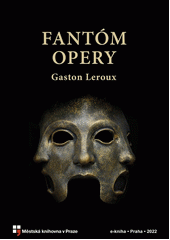 FANTÓM
OPERY
Gaston Leroux
Městská knihovna v Praze
e-kniha • Praha • 2022